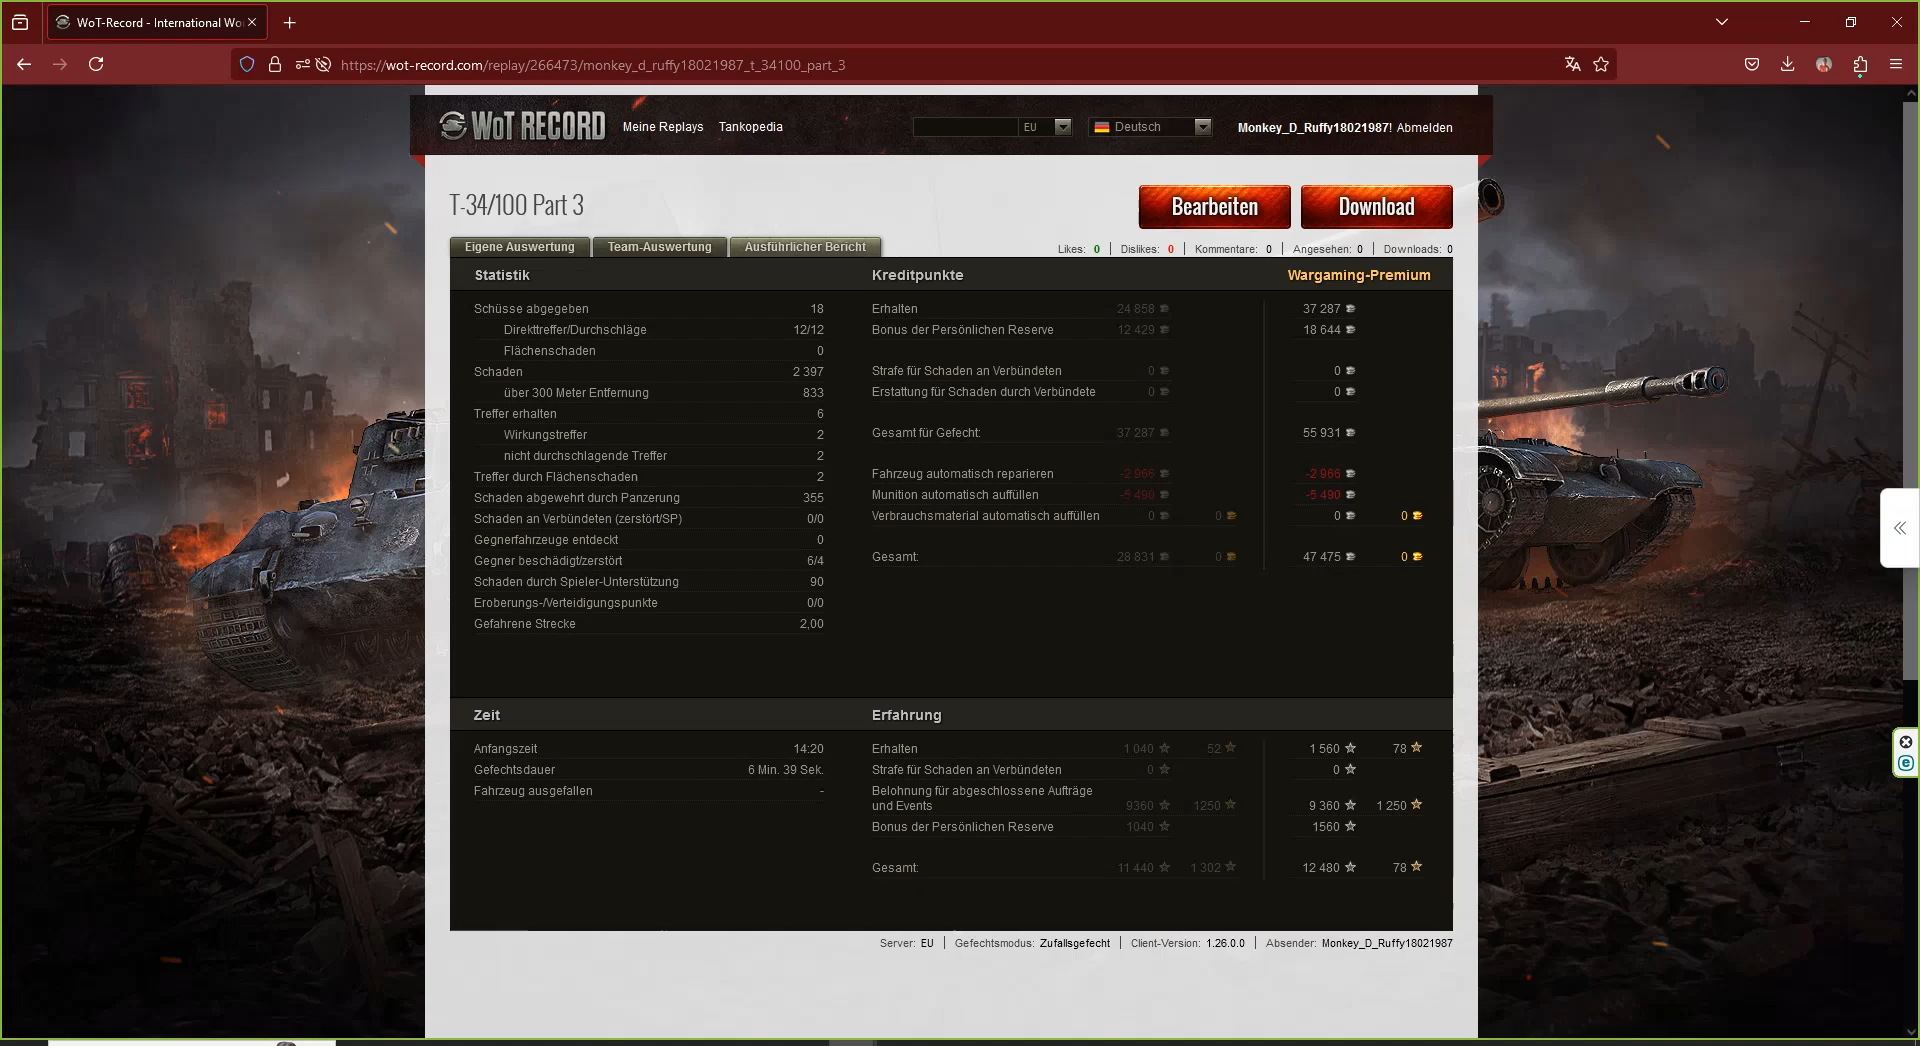 WoT-Record - International Wo
https://wot-record.com/replay/266473/monkey_d_ruffy18021987_t_34100_part_3
WoT RECORD
Meine Replays
Tankopedia
EU
Deutsch
Monkey_D_Ruffy18021987! Abmelden
T-34/100 Part 3
Bearbeiten
Download
Eigene Auswertung
Team-Auswertung
Ausführlicher Bericht
Likes: 0 | Dislikes: 0 | Kommentare: 0 | Angesehen: 0 | Downloads: 0
Statistik
Schüsse abgegeben 18
Direkttreffer/Durchschläge 12/12
Flächenschaden 0
Schaden 2 397
über 300 Meter Entfernung 833
Treffer erhalten 6
Wirkungstreffer 2
nicht durchschlagende Treffer 2
Treffer durch Flächenschaden 2
Schaden abgewehrt durch Panzerung 355
Schaden an Verbündeten (zerstört/SP) 0/0
Gegnerfahrzeuge entdeckt 0
Gegner beschädigt/zerstört 6/4
Schaden durch Spieler-Unterstützung 90
Eroberungs-/Verteidigungspunkte 0/0
Gefahrene Strecke 2,00
Kreditpunkte Wargaming-Premium
Erhalten 24 858 37 287
Bonus der Persönlichen Reserve 12 429 18 644
Strafe für Schaden an Verbündeten 0 0
Erstattung für Schaden durch Verbündete 0 0
Gesamt für Gefecht: 37 287 55 931
Fahrzeug automatisch reparieren -2 966 -2 966
Munition automatisch auffüllen -5 490 -5 490
Verbrauchsmaterial automatisch auffüllen 0 0 0 0
Gesamt: 28 831 0 47 475 0
Zeit
Anfangszeit 14:20
Gefechtsdauer 6 Min. 39 Sek.
Fahrzeug ausgefallen -
Erfahrung
Erhalten 1 040 52 1 560 78
Strafe für Schaden an Verbündeten 0 0
Belohnung für abgeschlossene Aufträge
und Events 9360 1250 9 360 1 250
Bonus der Persönlichen Reserve 1040 1560
Gesamt: 11 440 1 302 12 480 78
Server: EU | Gefechtsmodus: Zufallsgefecht | Client-Version: 1.26.0.0 | Absender: Monkey_D_Ruffy18021987